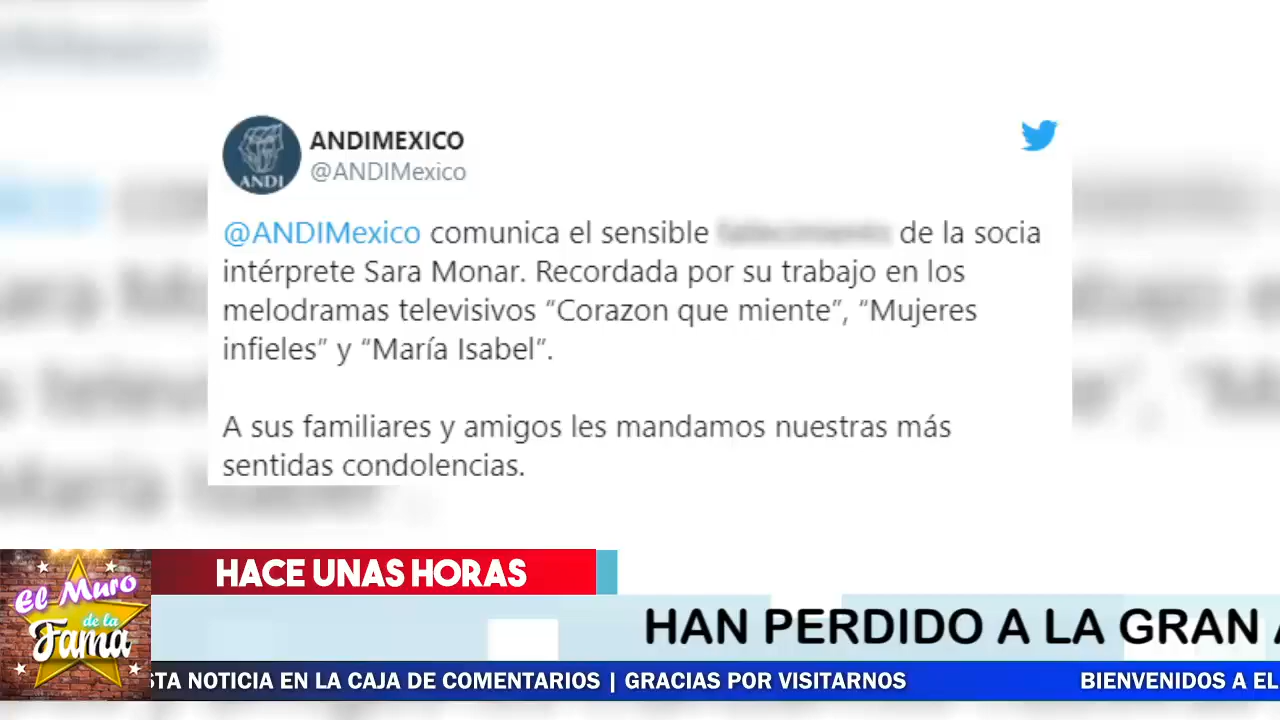 ANDIMEXICO
@ANDIMexico
ANDI
@ANDIMexico comunica el sensible de la socia
intérprete Sara Monar. Recordada por su trabajo en los
melodramas televisivos “Corazon que miente”, “Mujeres
infieles” y “María Isabel”.
A sus familiares y amigos les mandamos nuestras más
sentidas condolencias.
HACE UNAS HORAS
El Muro
de la
Fama
HAN PERDIDO A LA GRAN
STA NOTICIA EN LA CAJA DE COMENTARIOS | GRACIAS POR VISITARNOS BIENVENIDOS A EL